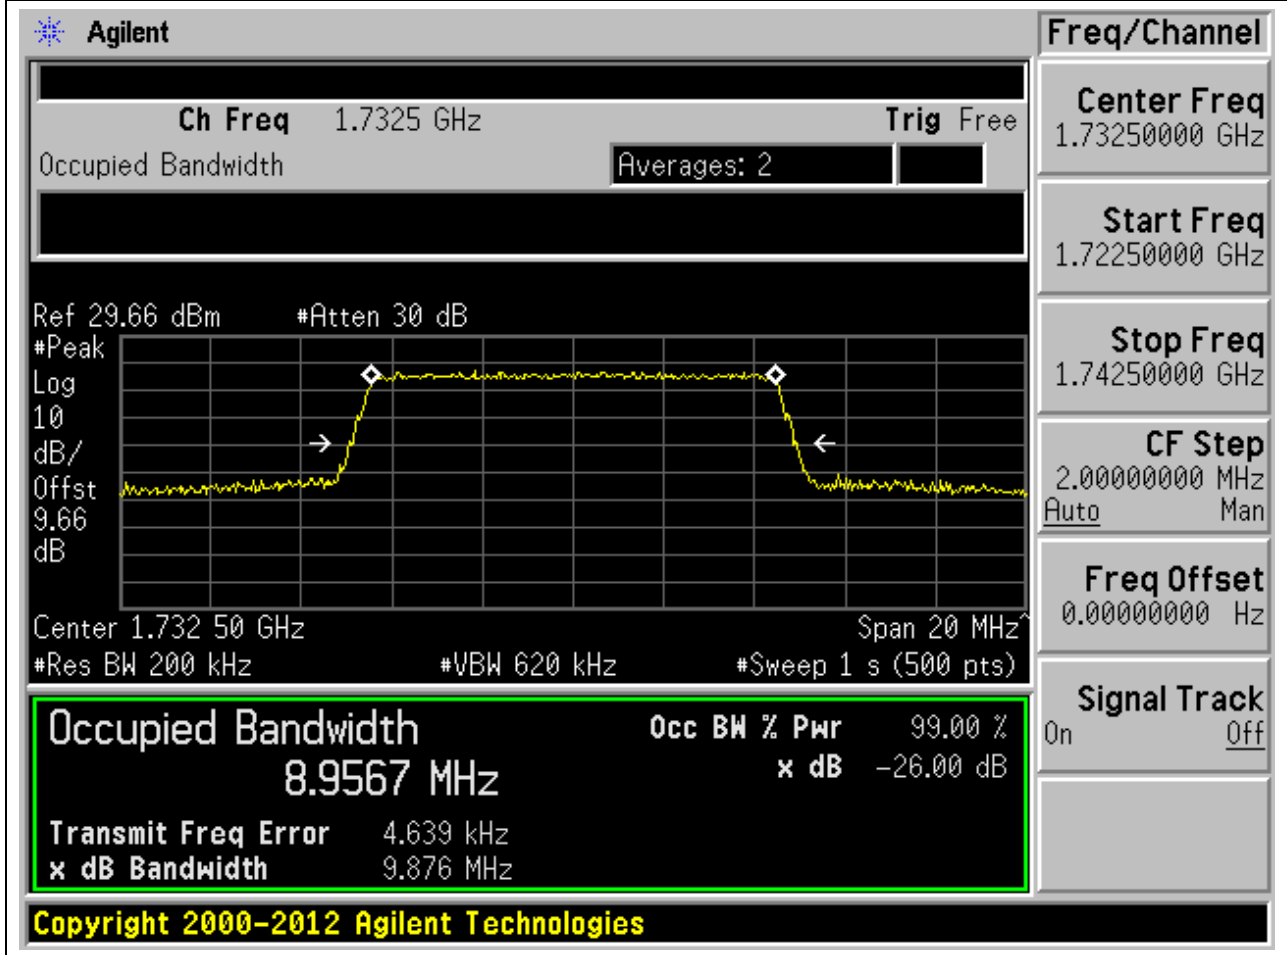 Agilent
Freq/Channel
Ch Freq 1.7325 GHz Trig Free
Occupied Bandwidth Averages: 2
Center Freq
1.73250000 GHz
Start Freq
1.72250000 GHz
Stop Freq
1.74250000 GHz
CF Step
2.00000000 MHz
Auto Man
Freq Offset
0.00000000 Hz
Signal Track
On Off
Ref 29.66 dBm #Atten 30 dB
#Peak
Log
10
dB/
Offst
9.66
dB
Center 1.732 50 GHz Span 20 MHz^
#Res BW 200 kHz #VBW 620 kHz #Sweep 1 s (500 pts)
Occupied Bandwidth Occ BW % Pwr 99.00 %
8.9567 MHz x dB -26.00 dB
Transmit Freq Error 4.639 kHz
x dB Bandwidth 9.876 MHz
Copyright 2000-2012 Agilent Technologies